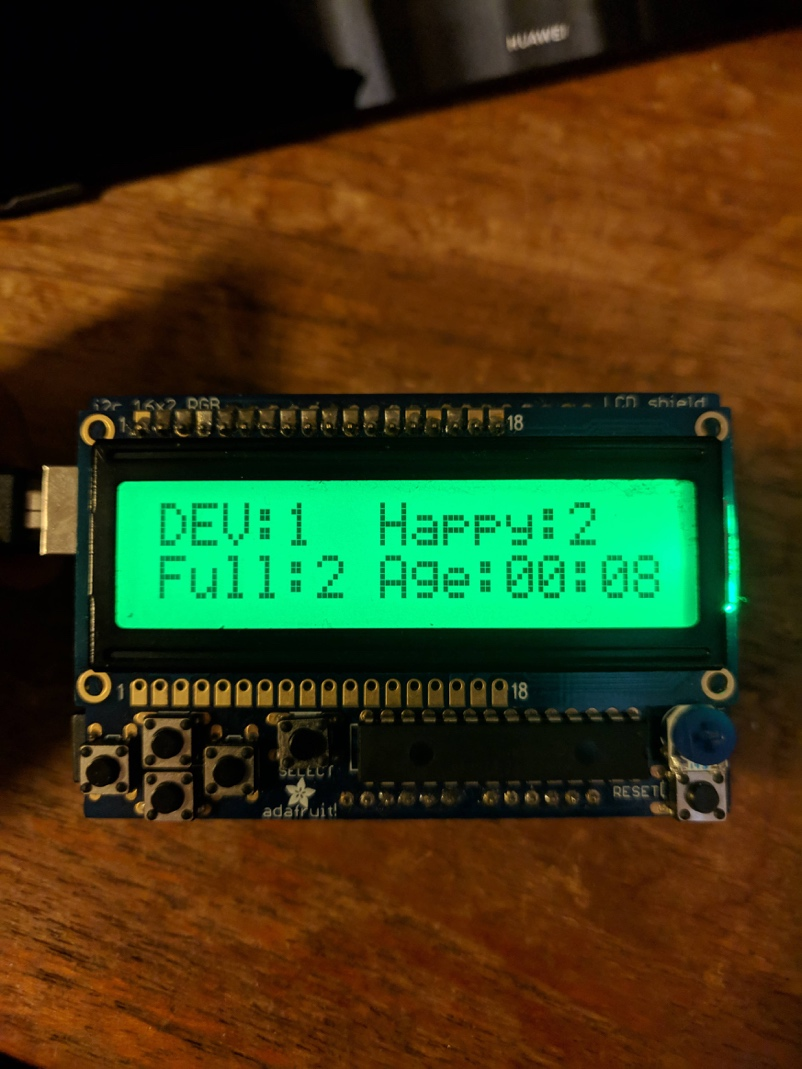 HUAWEI
i2c 16x2 RGB LCD shield
1 18
DEV:1 Happy:2
Full:2 Age:00:08
1 18
SELECT
RESET
adafruit!